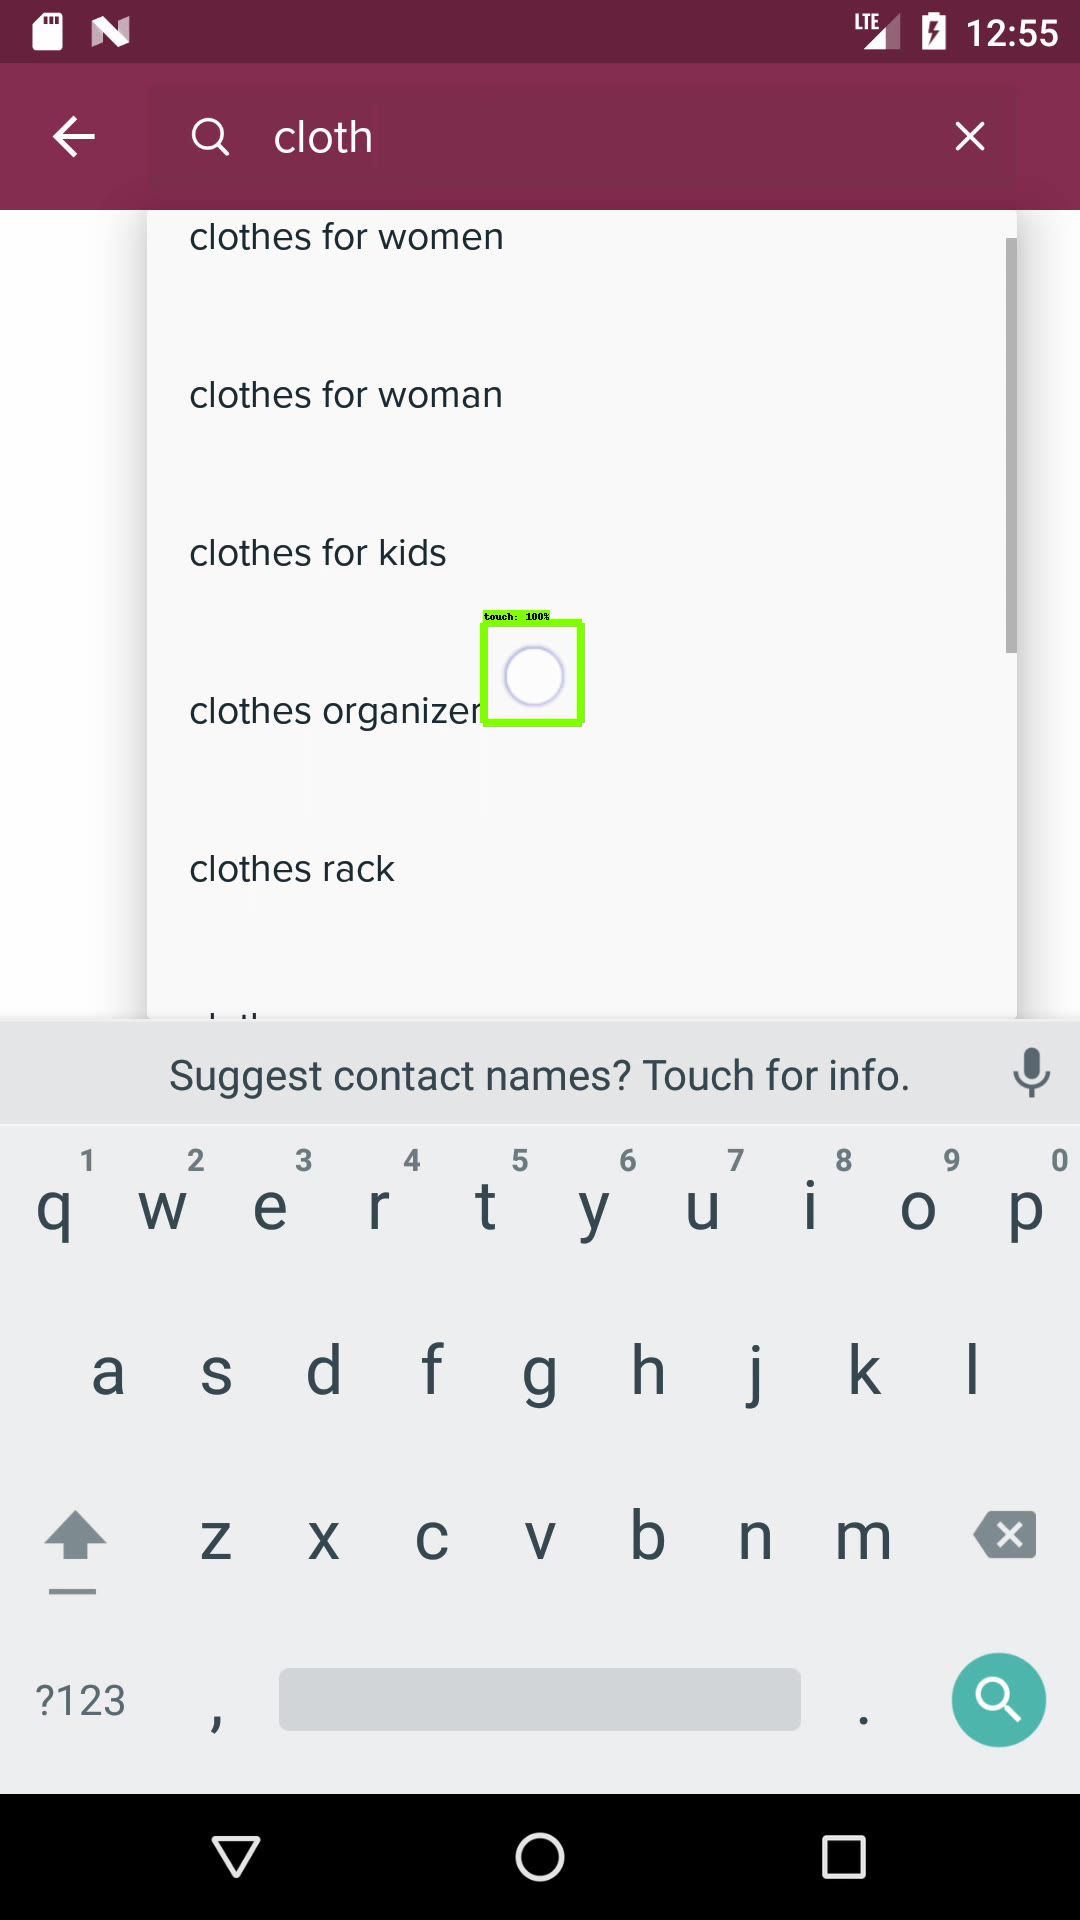 LTE 12:55
cloth
clothes for women
clothes for woman
clothes for kids
touch: 100%
clothes organizer
clothes rack
Suggest contact names? Touch for info.
1 2 3 4 5 6 7 8 9 0
q w e r t y u i o p
a s d f g h j k l
z x c v b n m
?123 , .